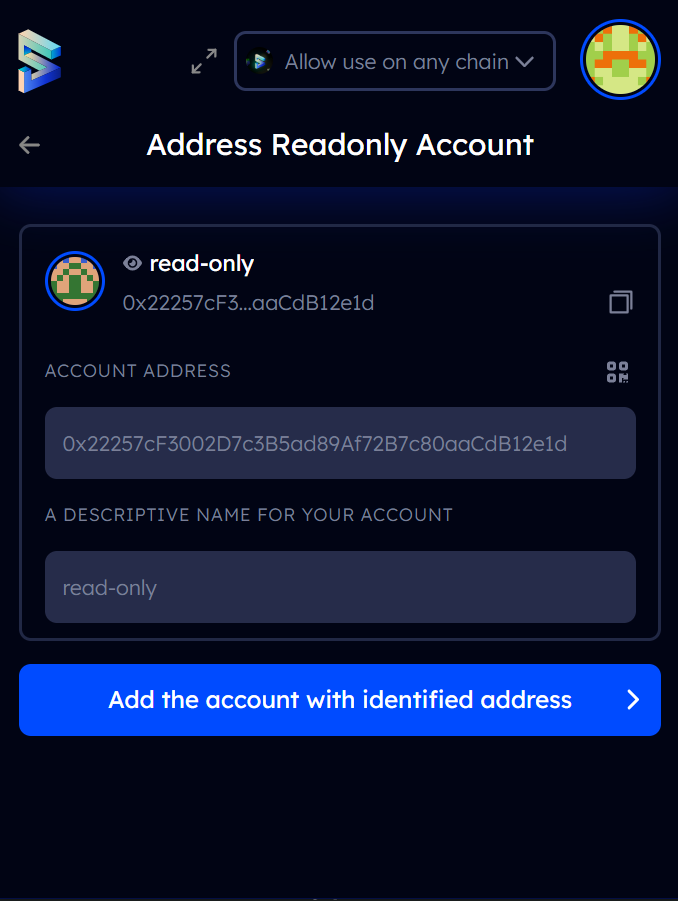 Allow use on any chain
Address Readonly Account
read-only
0x22257cF3...aaCdB12e1d
ACCOUNT ADDRESS
0x22257cF3002D7c3B5ad89Af72B7c80aaCdB12e1d
A DESCRIPTIVE NAME FOR YOUR ACCOUNT
read-only
Add the account with identified address